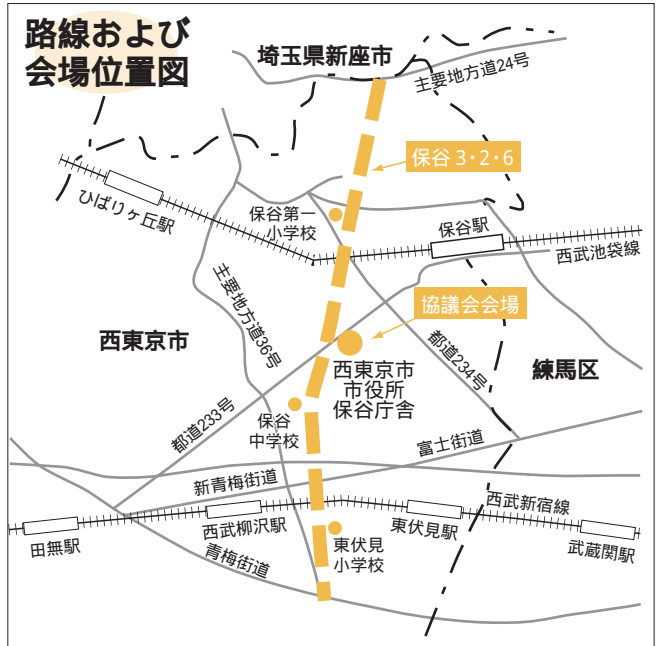 路線および
会場位置図
埼玉県新座市
主要地方道24号
保谷 3・2・6
ひばりヶ丘駅
保谷第一
小学校
保谷駅
西武池袋線
主要地方道36号
協議会会場
西東京市
都道234号
練馬区
西東京市
市役所
保谷庁舎
都道233号
保谷
中学校
富士街道
新青梅街道
西武新宿線
田無駅
西武柳沢駅
東伏見駅
武蔵関駅
東伏見
小学校
青梅街道